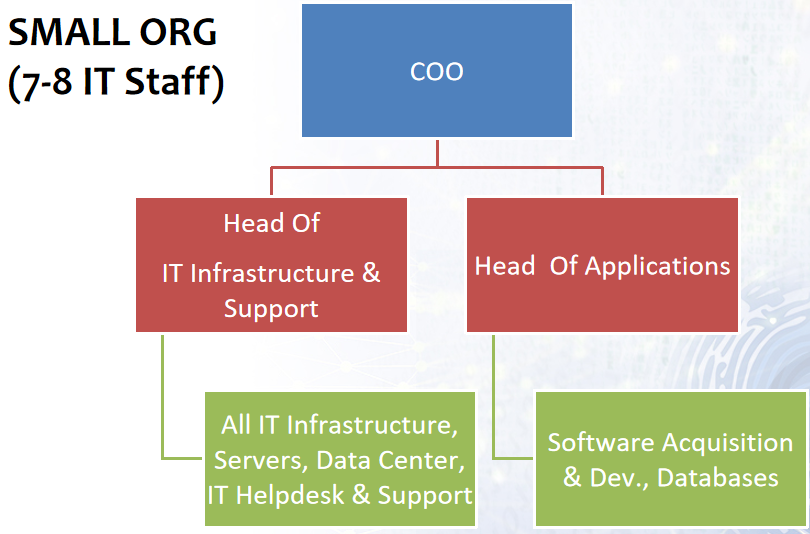 SMALL ORG
(7-8 IT Staff)
COO
Head Of
IT Infrastructure &
Support
Head Of Applications
All IT Infrastructure,
Servers, Data Center,
IT Helpdesk & Support
Software Acquisition
& Dev., Databases